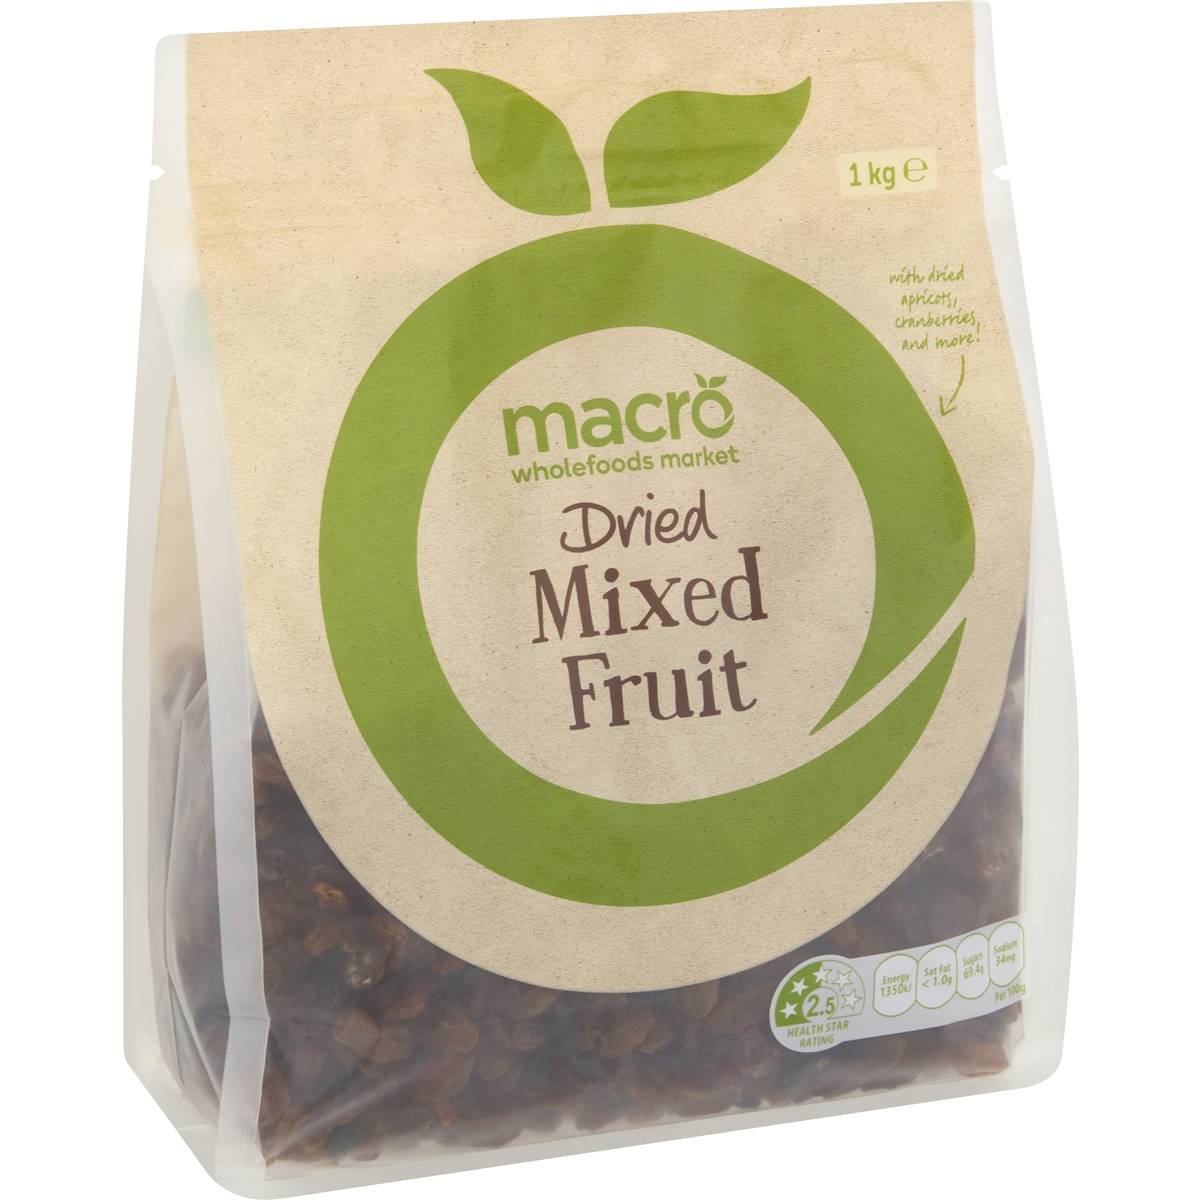 1 kg ℮
with dried
apricots,
cranberries,
and more!
macro
wholefoods market
Dried
Mixed
Fruit
2.5
HEALTH STAR
RATING
Energy
1350kJ
Sat Fat
< 1.0g
Sugars
69.4g
Sodium
34mg
Per 100g